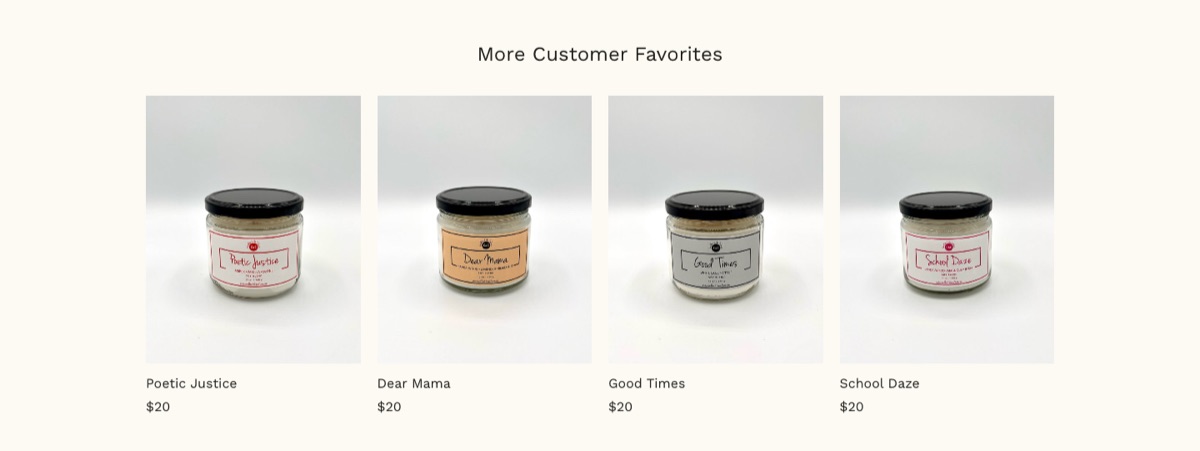 More Customer Favorites
Poetic Justice
Dear Mama
Good Times
School Daze
Poetic Justice
Dear Mama
Good Times
School Daze
$20
$20
$20
$20